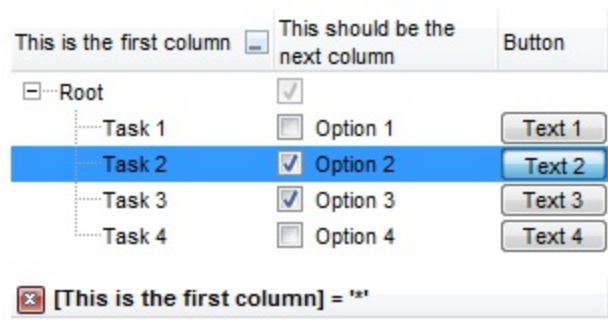 This is the first column
This should be the
next column
Button
Root
Task 1 Option 1 Text 1
Task 2 Option 2 Text 2
Task 3 Option 3 Text 3
Task 4 Option 4 Text 4
[This is the first column] = '*'